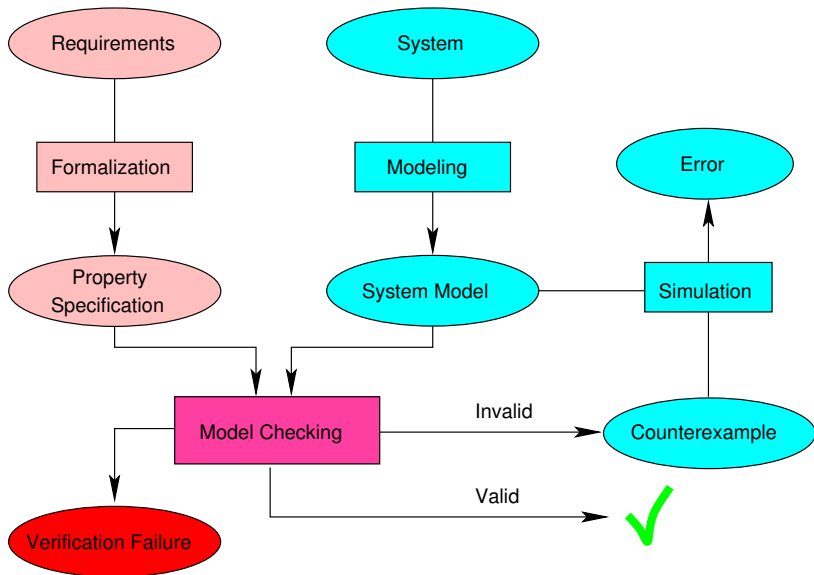 Requirements
System
Formalization
Modeling
Error
Property
Specification
System Model
Simulation
Model Checking
Invalid
Counterexample
Valid
Verification Failure